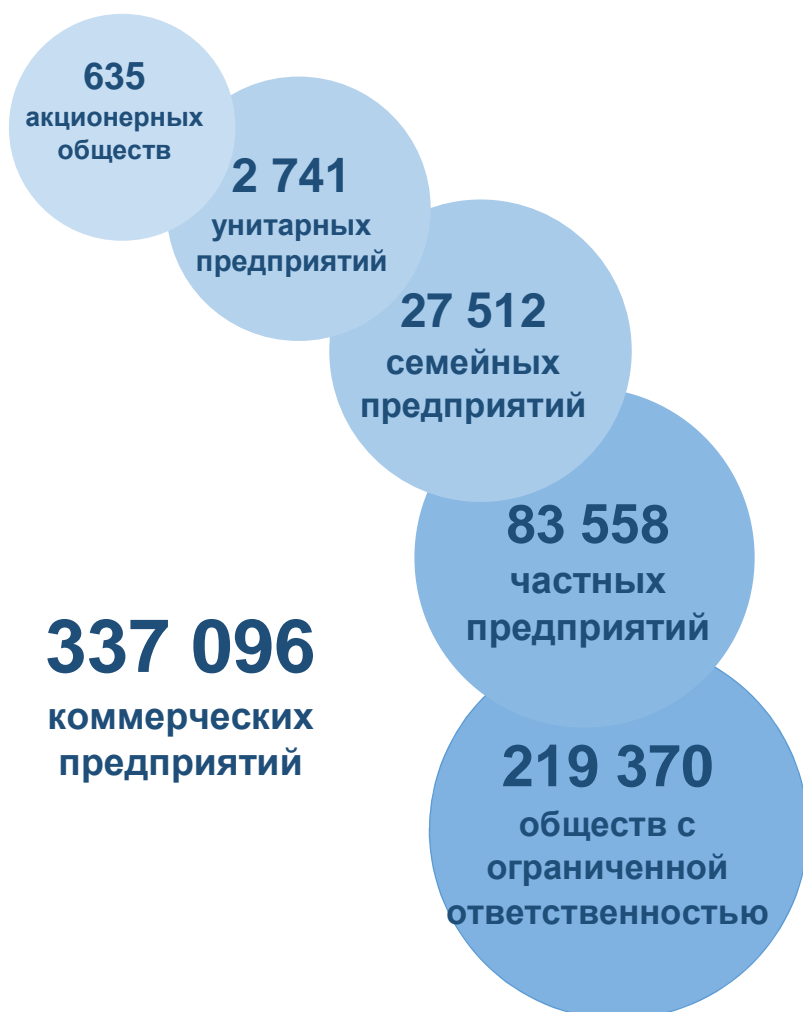 635
акционерных
обществ
2 741
унитарных
предприятий
27 512
семейных
предприятий
83 558
частных
предприятий
337 096
коммерческих
предприятий
219 370
обществ с
ограниченной
ответственностью